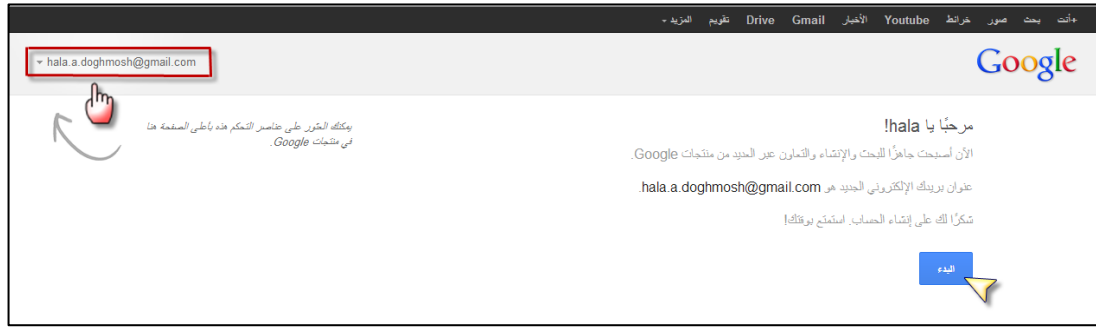 +أنت بحث صور خرائط Youtube الأخبار Gmail Drive تقويم المزيد
Google
hala.a.doghmosh@gmail.com
مرحبًا يا hala!
الآن أصبحت جاهزًا للبحث والإنشاء والتعاون عبر العديد من منتجات Google.
عنوان بريدك الإلكتروني الجديد هو hala.a.doghmosh@gmail.com.
شكرًا لك على إنشاء الحساب. استمتع بوقتك!
البدء
يمكنك العثور على عناصر التحكم هذه بأعلى الصفحة هنا
في منتجات Google.